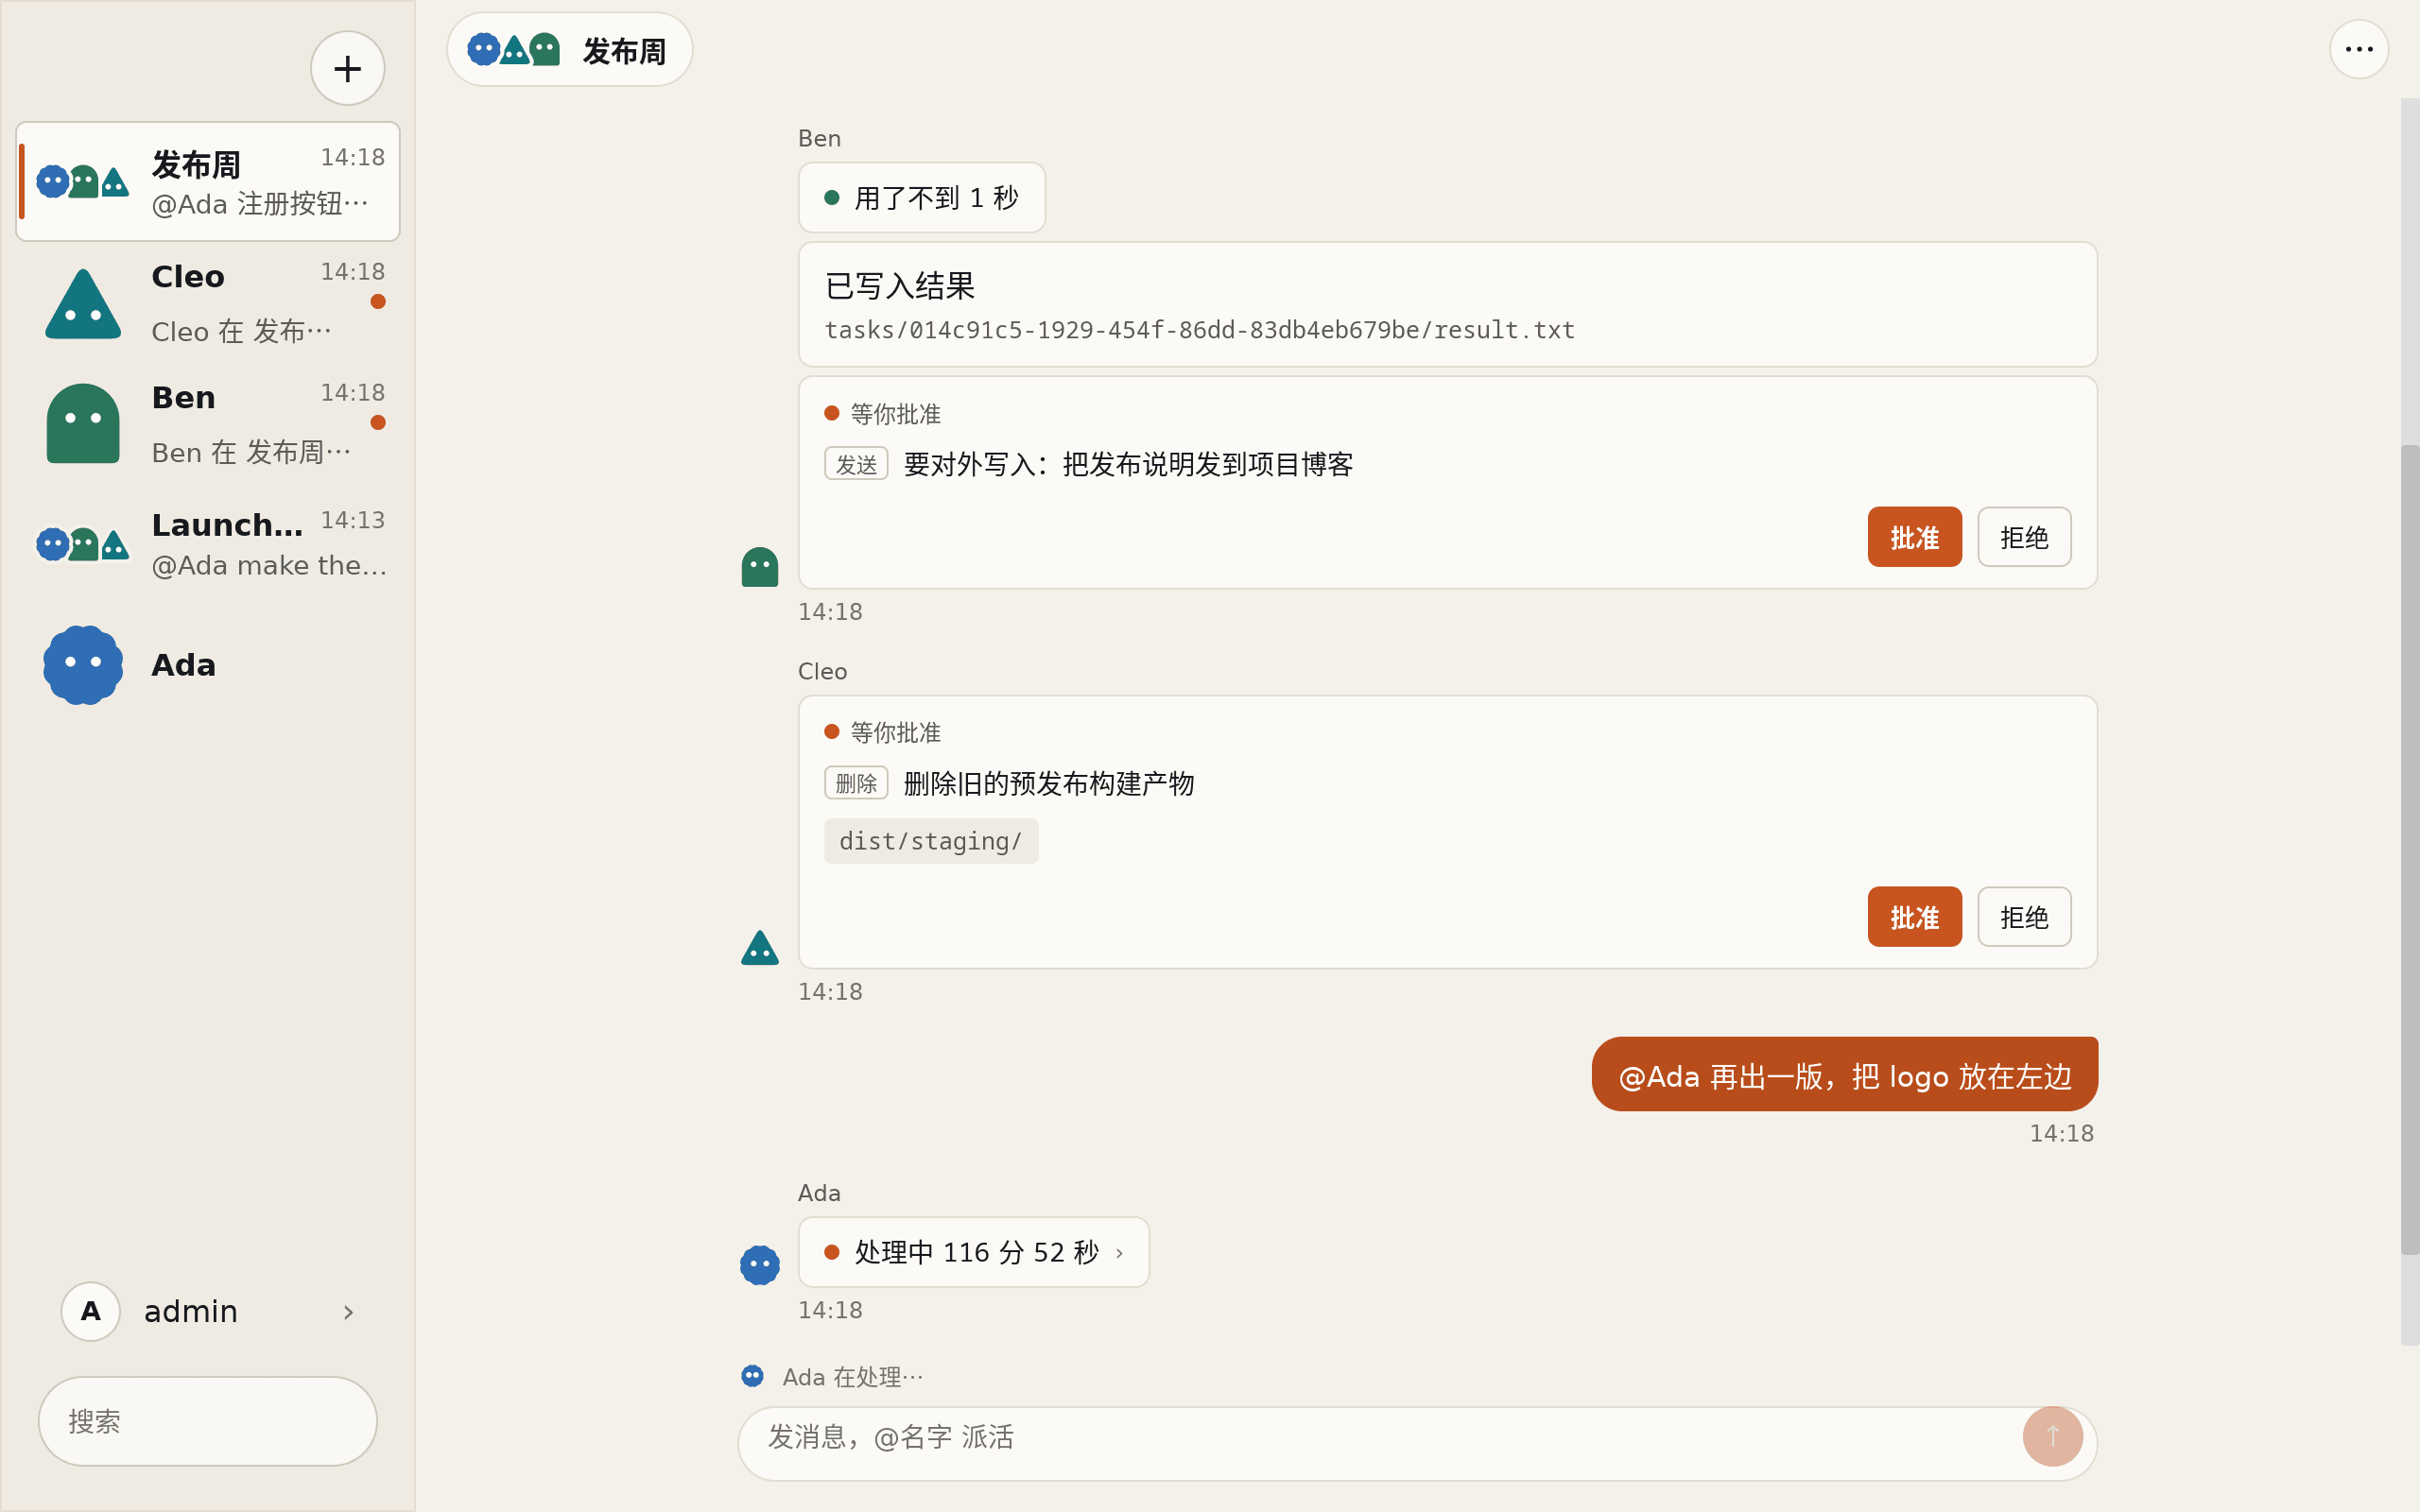 +
发布周
14:18
@Ada 注册按钮…
Cleo
14:18
Cleo 在 发布…
Ben
14:18
Ben 在 发布周…
Launch...
14:13
@Ada make the...
Ada
A
admin
搜索
发布周
Ben
用了不到 1 秒
已写入结果
tasks/014c91c5-1929-454f-86dd-83db4eb679be/result.txt
等你批准
发送 要对外写入：把发布说明发到项目博客
批准 拒绝
14:18
Cleo
等你批准
删除 删除旧的预发布构建产物
dist/staging/
批准 拒绝
14:18
@Ada 再出一版，把 logo 放在左边
14:18
Ada
处理中 116 分 52 秒 ›
14:18
Ada 在处理…
发消息，@名字 派活